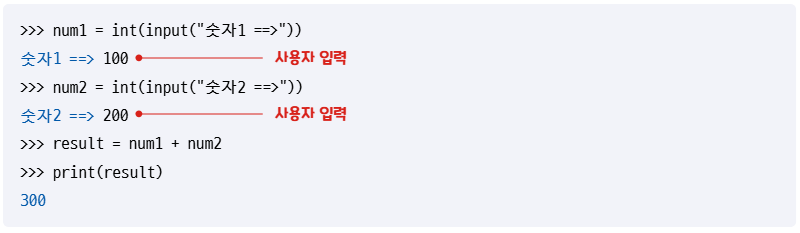 >>> num1 = int(input("숫자1 ==>"))
숫자1 ==> 100 사용자 입력
>>> num2 = int(input("숫자2 ==>"))
숫자2 ==> 200 사용자 입력
>>> result = num1 + num2
>>> print(result)
300